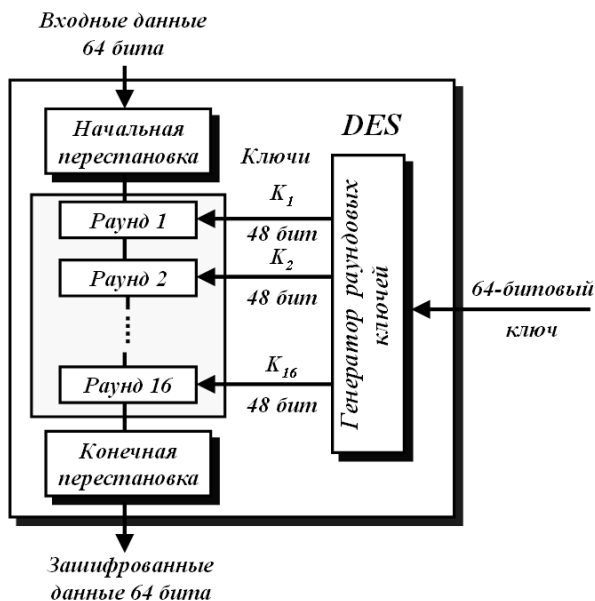 Входные данные
64 бита
Начальная
перестановка
DES
Ключи
K1
Раунд 1
48 бит
K2
Раунд 2
48 бит
64-битовый
ключ
Генератор раундовых
ключей
K16
Раунд 16
48 бит
Конечная
перестановка
Зашифрованные
данные 64 бита